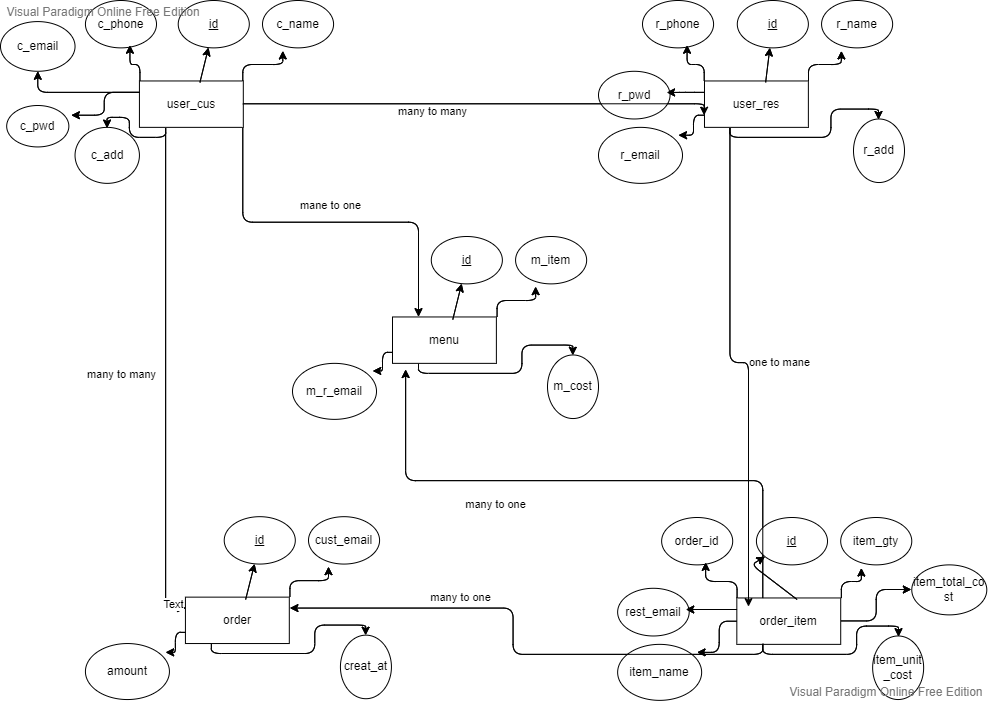 Visual Paradigm Online Free Edition
c_phone
id
c_name
r_phone
id
r_name
c_email
r_pwd
user_cus
user_res
many to many
c_pwd
c_add
r_email
r_add
mane to one
id
m_item
menu
one to mane
many to many
m_r_email
m_cost
many to one
id
cust_email
order_id
id
item_gty
item_total_co
st
many to one
Text
rest_email
order
order_item
amount
creat_at
item_name
item_unit
_cost
Visual Paradigm Online Free Edition